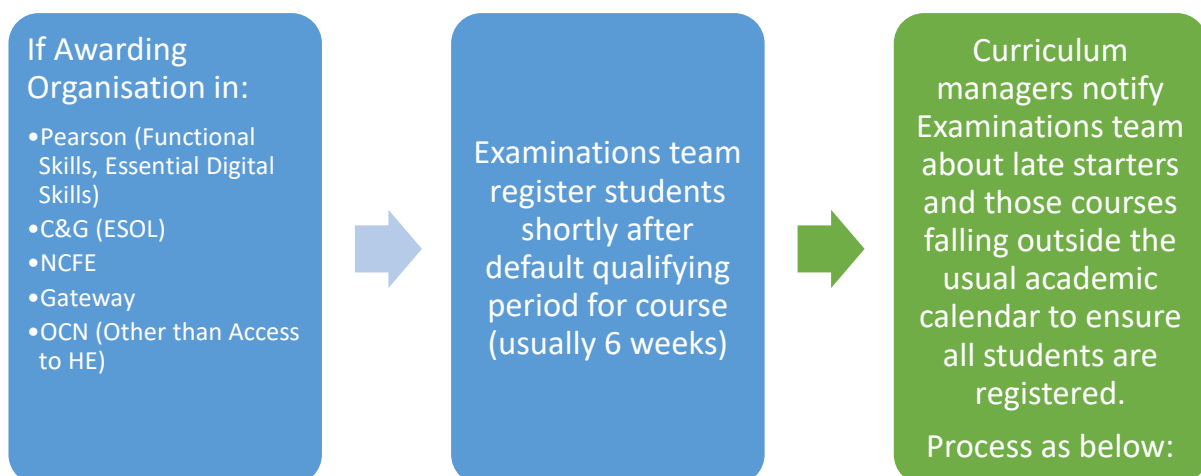 If Awarding
Organisation in:
•Pearson (Functional
Skills, Essential Digital
Skills)
•C&G (ESOL)
•NCFE
•Gateway
•OCN (Other than Access
to HE)
Examinations team
register students
shortly after
default qualifying
period for course
(usually 6 weeks)
Curriculum
managers notify
Examinations team
about late starters
and those courses
falling outside the
usual academic
calendar to ensure
all students are
registered.
Process as below: